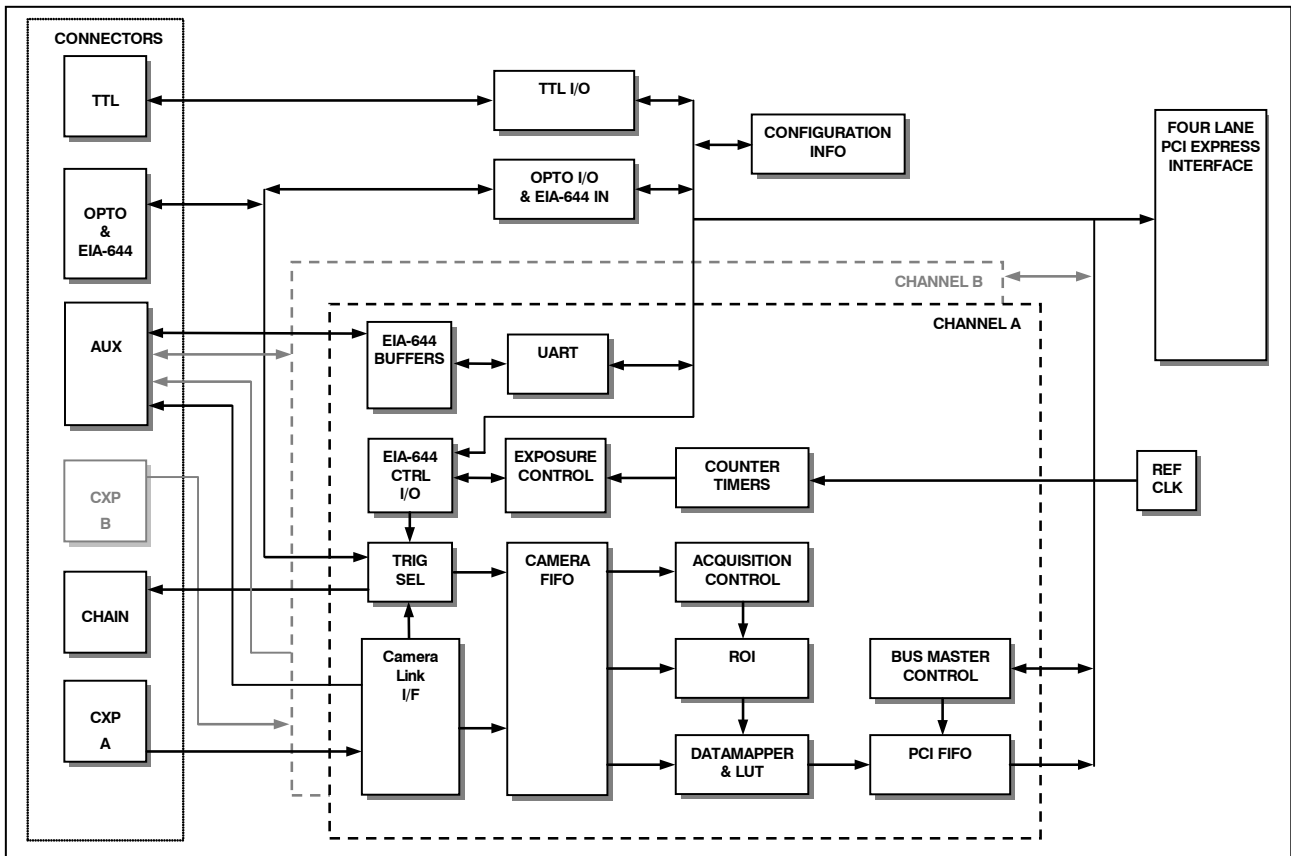 CONNECTORS
TTL
TTL I/O
CONFIGURATION
INFO
FOUR LANE
PCI EXPRESS
INTERFACE
OPTO
&
EIA-644
OPTO I/O
& EIA-644 IN
CHANNEL B
CHANNEL A
AUX
EIA-644
BUFFERS
UART
CXP
B
EIA-644
CTRL
I/O
EXPOSURE
CONTROL
COUNTER
TIMERS
REF
CLK
CHAIN
TRIG
SEL
CAMERA
FIFO
ACQUISITION
CONTROL
CXP
A
Camera
Link
I/F
ROI
BUS MASTER
CONTROL
DATAMAPPER
& LUT
PCI FIFO